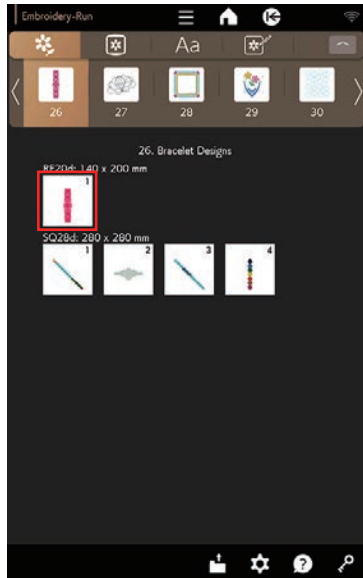 Embroidery-Run
Aa
26 27 28 29 30
26. Bracelet Designs
RE20d: 140 x 200 mm
1
SQ28d: 280 x 280 mm
1 2 3 4
?